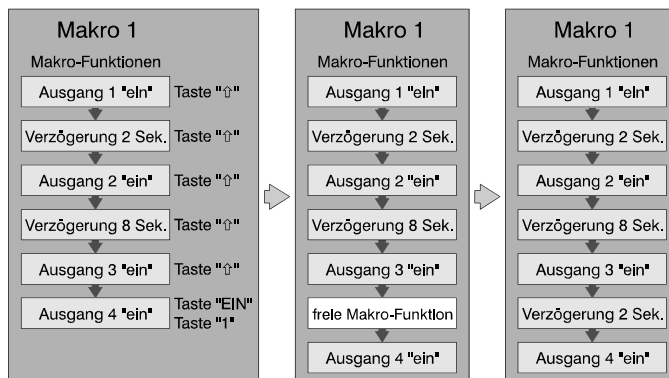 Makro 1
Makro-Funktionen
Ausgang 1 "ein" Taste "⇧"
Verzögerung 2 Sek. Taste "⇧"
Ausgang 2 "ein" Taste "⇧"
Verzögerung 8 Sek. Taste "⇧"
Ausgang 3 "ein" Taste "⇧"
Ausgang 4 "ein" Taste "EIN"
Taste "1"
Makro 1
Makro-Funktionen
Ausgang 1 "ein"
Verzögerung 2 Sek.
Ausgang 2 "ein"
Verzögerung 8 Sek.
Ausgang 3 "ein"
freie Makro-Funktion
Ausgang 4 "ein"
Makro 1
Makro-Funktionen
Ausgang 1 "ein"
Verzögerung 2 Sek.
Ausgang 2 "ein"
Verzögerung 8 Sek.
Ausgang 3 "ein"
Verzögerung 2 Sek.
Ausgang 4 "ein"